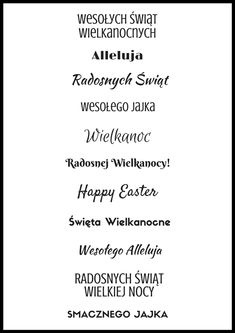 WESOŁYCH ŚWIĄT
WIELKANOCNYCH
Alleluja
Radosnych Świąt
WESOŁEGO JAJKA
Wielkanoc
Radosnej Wielkanocy!
Happy Easter
Święta Wielkanocne
Wesołego Alleluja
RADOSNYCH ŚWIĄT
WIELKIEJ NOCY
SMACZNEGO JAJKA